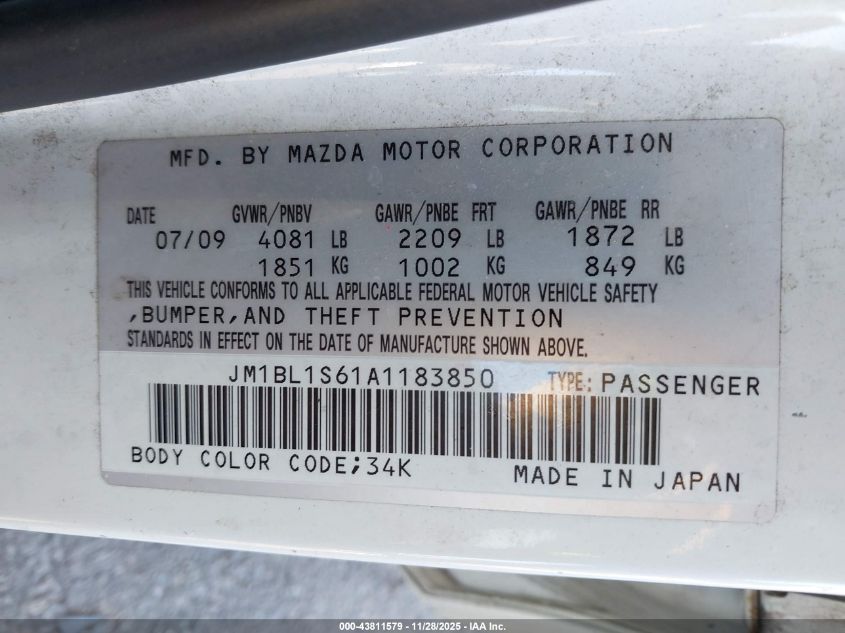 MFD. BY MAZDA MOTOR CORPORATION
DATE GVWR/PNBV GAWR/PNBE FRT GAWR/PNBE RR
07/09 4081 LB 2209 LB 1872 LB
1851 KG 1002 KG 849 KG
THIS VEHICLE CONFORMS TO ALL APPLICABLE FEDERAL MOTOR VEHICLE SAFETY
,BUMPER,AND THEFT PREVENTION
STANDARDS IN EFFECT ON THE DATE OF MANUFACTURE SHOWN ABOVE.
JM1BL1S61A1183850 TYPE: PASSENGER
BODY COLOR CODE;34K MADE IN JAPAN
000-43811579 - 11/28/2025 - IAA Inc.